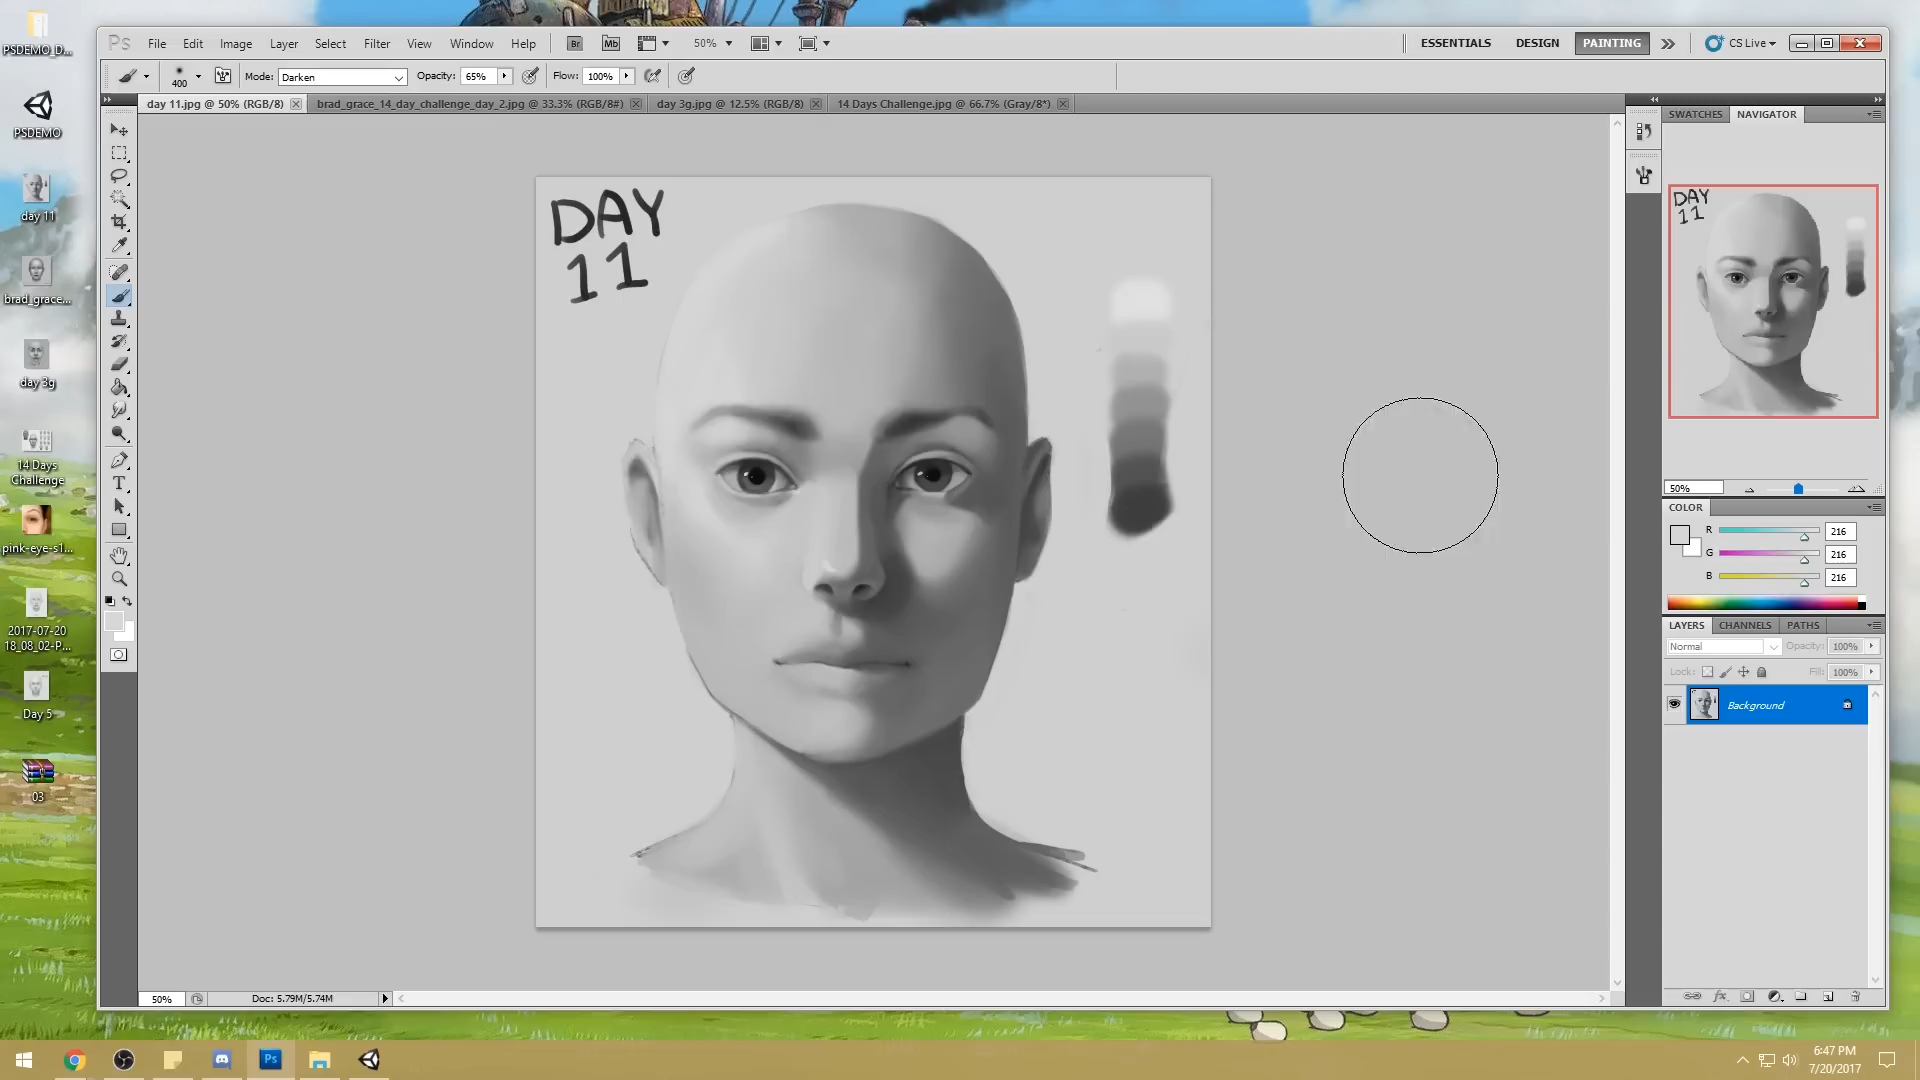 PSDEMO_D...
PSDEMO
day 11
brad_grace...
day 3g
14 Days
Challenge
pink-eye-s1...
2017-07-20
18_08_02-P...
Day 5
03
Ps File Edit Image Layer Select Filter View Window Help Br Mb 50% ESSENTIALS DESIGN PAINTING CS Live
400 Mode: Darken Opacity: 65% Flow: 100%
day 11.jpg @ 50% (RGB/8) brad_grace_14_day_challenge_day_2.jpg @ 33.3% (RGB/8#) day 3g.jpg @ 12.5% (RGB/8) 14 Days Challenge.jpg @ 66.7% (Gray/8*)
DAY
11
SWATCHES NAVIGATOR
DAY
11
50%
COLOR
R 216
G 216
B 216
LAYERS CHANNELS PATHS
Normal Opacity: 100%
Lock: Fill: 100%
Background
fx
T
50% Doc: 5.79M/5.74M
Ps
6:47 PM
7/20/2017